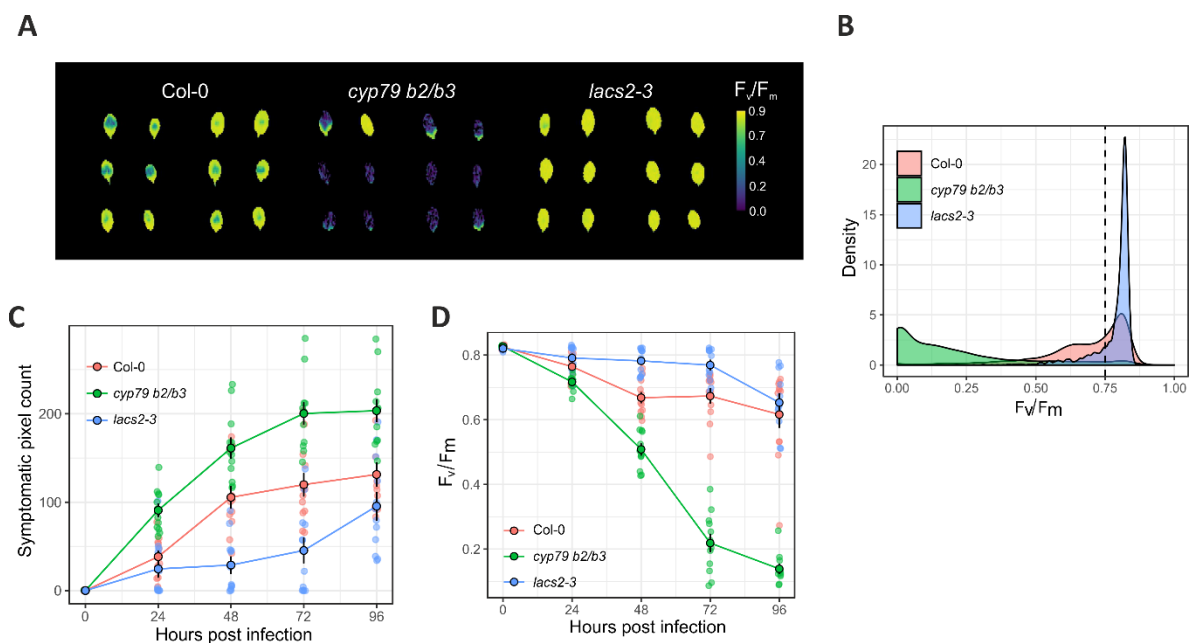 A
Col-0 cyp79 b2/b3 lacs2-3 Fv/Fm
0.9
0.7
0.4
0.2
0.0
B
Col-0
cyp79 b2/b3
lacs2-3
Density
20
15
10
5
0
0.00 0.25 0.50 0.75 1.00
Fv/Fm
C
Col-0
cyp79 b2/b3
lacs2-3
Symptomatic pixel count
200
100
0
0 24 48 72 96
Hours post infection
D
Fv/Fm
0.8
0.6
0.4
0.2
Col-0
cyp79 b2/b3
lacs2-3
0 24 48 72 96
Hours post infection